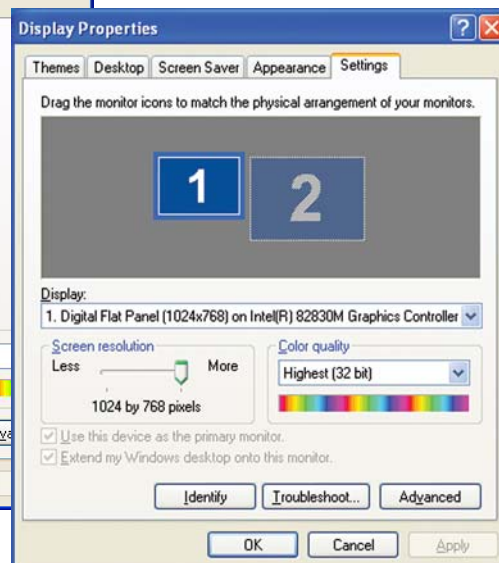 Display Properties
Themes Desktop Screen Saver Appearance Settings
Drag the monitor icons to match the physical arrangement of your monitors.
1 2
Display:
1. Digital Flat Panel (1024x768) on Intel(R) 82830M Graphics Controller
Screen resolution
Less More
1024 by 768 pixels
Color quality
Highest (32 bit)
Use this device as the primary monitor.
Extend my Windows desktop onto this monitor.
Identify Troubleshoot... Advanced
OK Cancel Apply